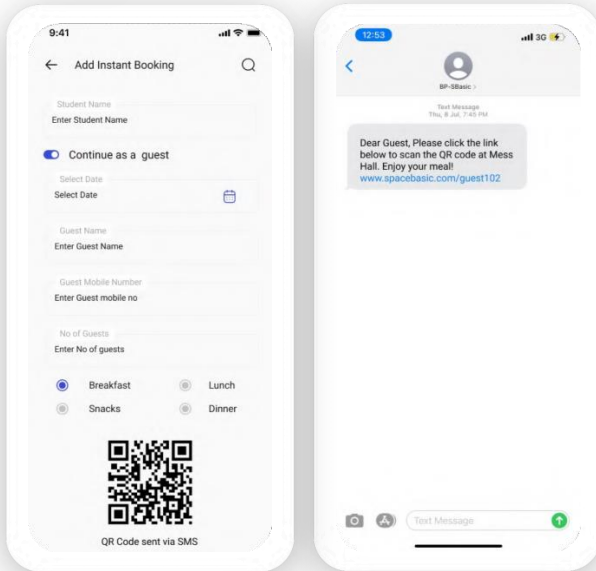 9:41
Add Instant Booking
Student Name
Enter Student Name
Continue as a guest
Select Date
Select Date
Guest Name
Enter Guest Name
Guest Mobile Number
Enter Guest mobile no
No of Guests
Enter No of guests
Breakfast
Lunch
Snacks
Dinner
QR Code sent via SMS
12:53
3G
BP-SBasic
Text Message
Thu, 8 Jul, 7:45 PM
Dear Guest, Please click the link
below to scan the QR code at Mess
Hall. Enjoy your meal!
www.spacebasic.com/guest102
Text Message